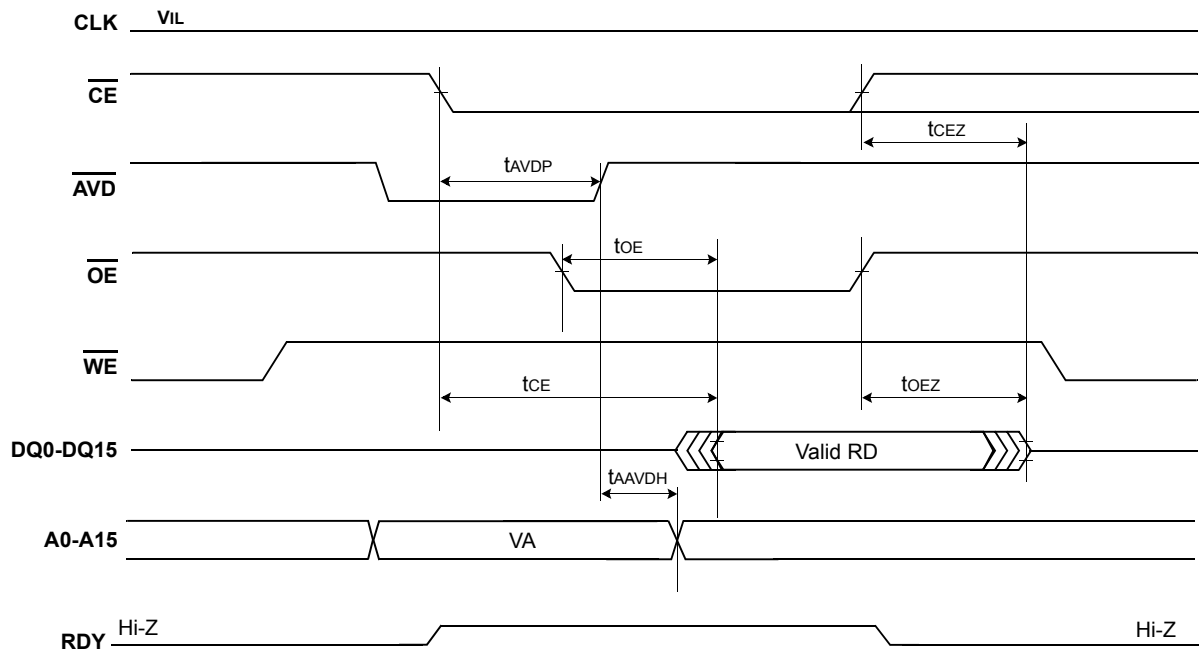 CLK VIL
CE
tCEZ
AVD tAVDP
OE tOE
WE
tCE tOEZ
DQ0-DQ15 Valid RD
tAAVDH
A0-A15 VA
RDY Hi-Z Hi-Z